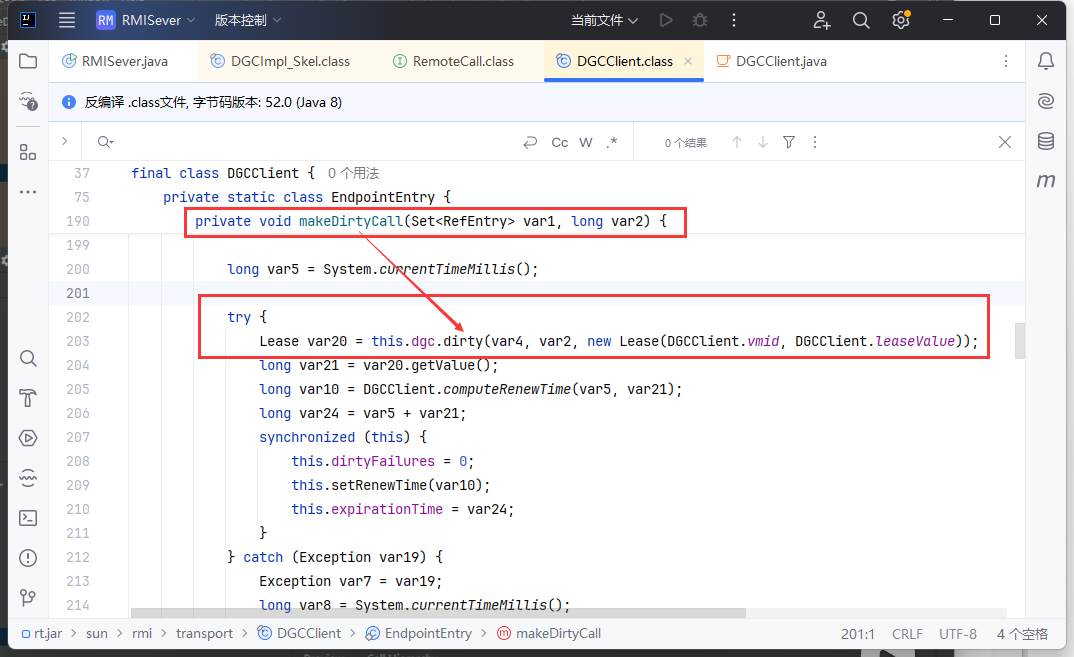 RM RMISever 版本控制 当前文件
RMISever.java DGCImpl_Skel.class RemoteCall.class DGCClient.class DGCClient.java
反编译 .class文件, 字节码版本: 52.0 (Java 8)
Cc W .* 0 个结果
37 final class DGCClient { 0 个用法
75 private static class EndpointEntry {
190 private void makeDirtyCall(Set<RefEntry> var1, long var2) {
199
200 long var5 = System.currentTimeMillis();
201
202 try {
203 Lease var20 = this.dgc.dirty(var4, var2, new Lease(DGCClient.vmid, DGCClient.leaseValue));
204 long var21 = var20.getValue();
205 long var10 = DGCClient.computeRenewTime(var5, var21);
206 long var24 = var5 + var21;
207 synchronized (this) {
208 this.dirtyFailures = 0;
209 this.setRenewTime(var10);
210 this.expirationTime = var24;
211 }
212 } catch (Exception var19) {
213 Exception var7 = var19;
214 long var8 = System.currentTimeMillis();
rt.jar > sun > rmi > transport > DGCClient > EndpointEntry > makeDirtyCall 201:1 CRLF UTF-8 4 个空格